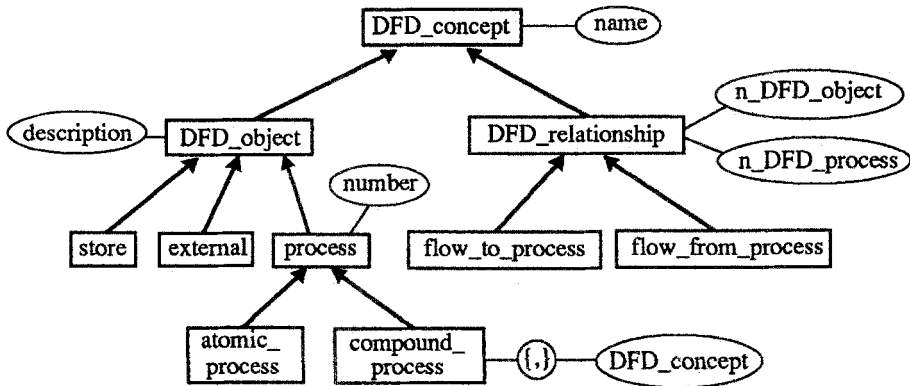 DFD_concept
name
n_DFD_object
description
DFD_object
DFD_relationship
n_DFD_process
number
store
external
process
flow_to_process
flow_from_process
atomic_
process
compound_
process
{,}
DFD_concept